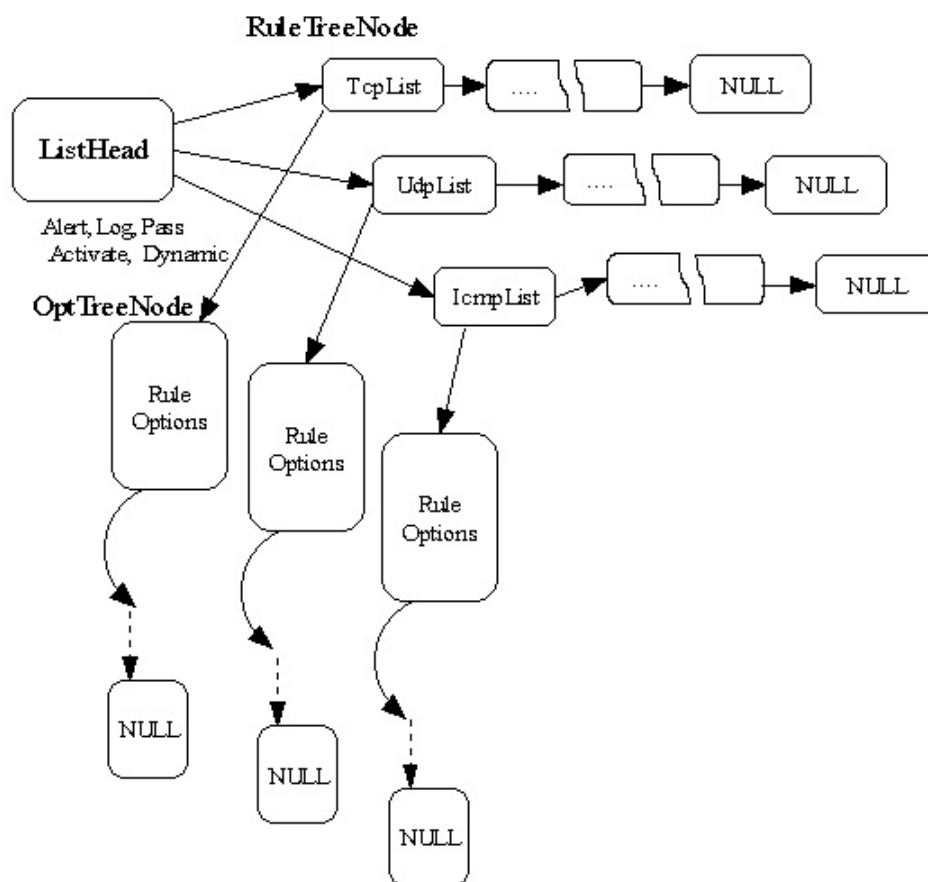 RuleTreeNode
TcpList
....
NULL
ListHead
UdpList
....
NULL
Alert, Log, Pass
Activate, Dynamic
IcmpList
....
NULL
OptTreeNode
Rule
Options
Rule
Options
Rule
Options
NULL
NULL
NULL